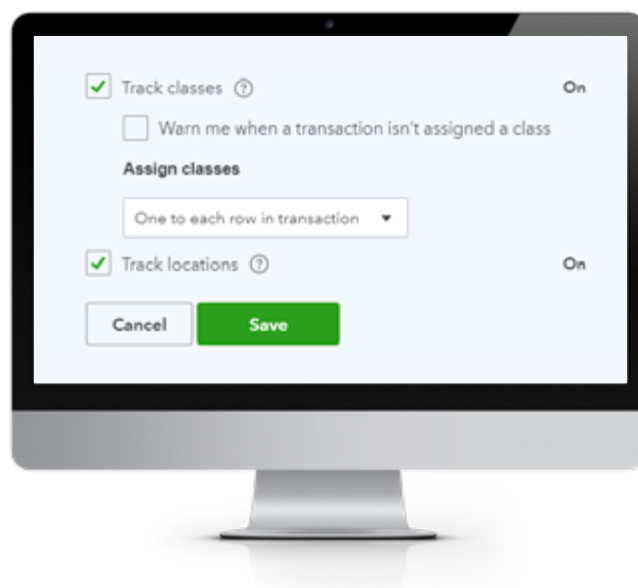 Track classes ? On
Warn me when a transaction isn't assigned a class
Assign classes
One to each row in transaction
Track locations ? On
Cancel Save